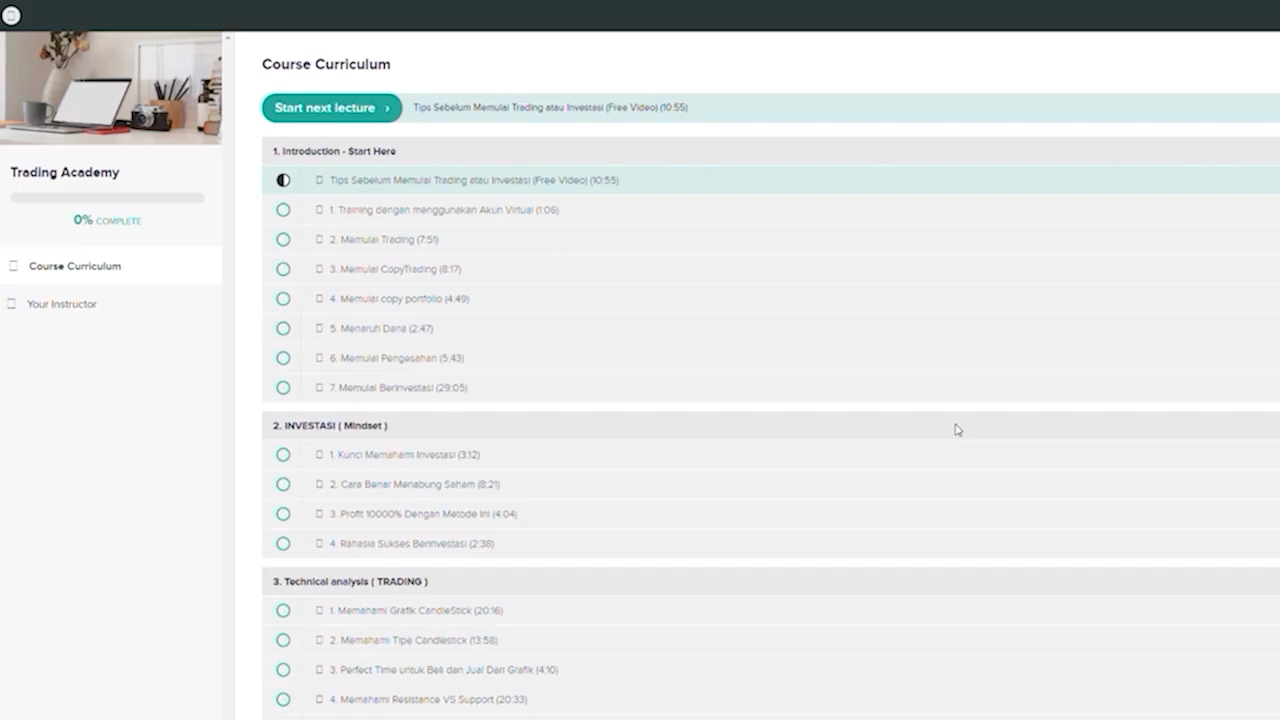 Course Curriculum
Start next lecture › Tips Sebelum Memulai Trading atau Investasi (Free Video) (10:55)
1. Introduction - Start Here
Tips Sebelum Memulai Trading atau Investasi (Free Video) (10:55)
1. Training dengan menggunakan Akun Virtual (1:06)
2. Memulai Trading (7:51)
3. Memulai CopyTrading (8:17)
4. Memulai copy portfolio (4:49)
5. Menaruh Dana (2:47)
6. Memulai Pengesahan (5:43)
7. Memulai Berinvestasi (29:05)
2. INVESTASI ( Mindset )
1. Kunci Memahami Investasi (3:12)
2. Cara Benar Menabung Saham (8:21)
3. Profit 10000% Dengan Metode Ini (4:04)
4. Rahasia Sukses Berinvestasi (2:38)
3. Technical analysis ( TRADING )
1. Memahami Grafik CandleStick (20:16)
2. Memahami Tipe Candlestick (13:58)
3. Perfect Time untuk Beli dan Jual Dari Grafik (4:10)
4. Memahami Resistance VS Support (20:33)
Trading Academy
0% COMPLETE
Course Curriculum
Your Instructor